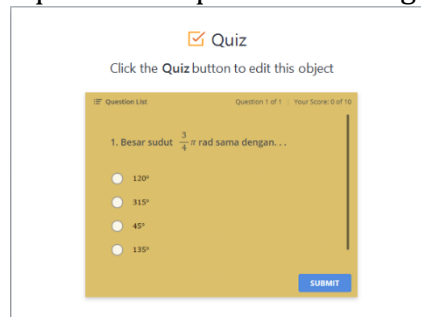 Quiz
Click the Quiz button to edit this object
Question List
Question 1 of 1 | Your Score: 0 of 10
1. Besar sudut 3/4 π rad sama dengan. . .
120°
315°
45°
135°
SUBMIT